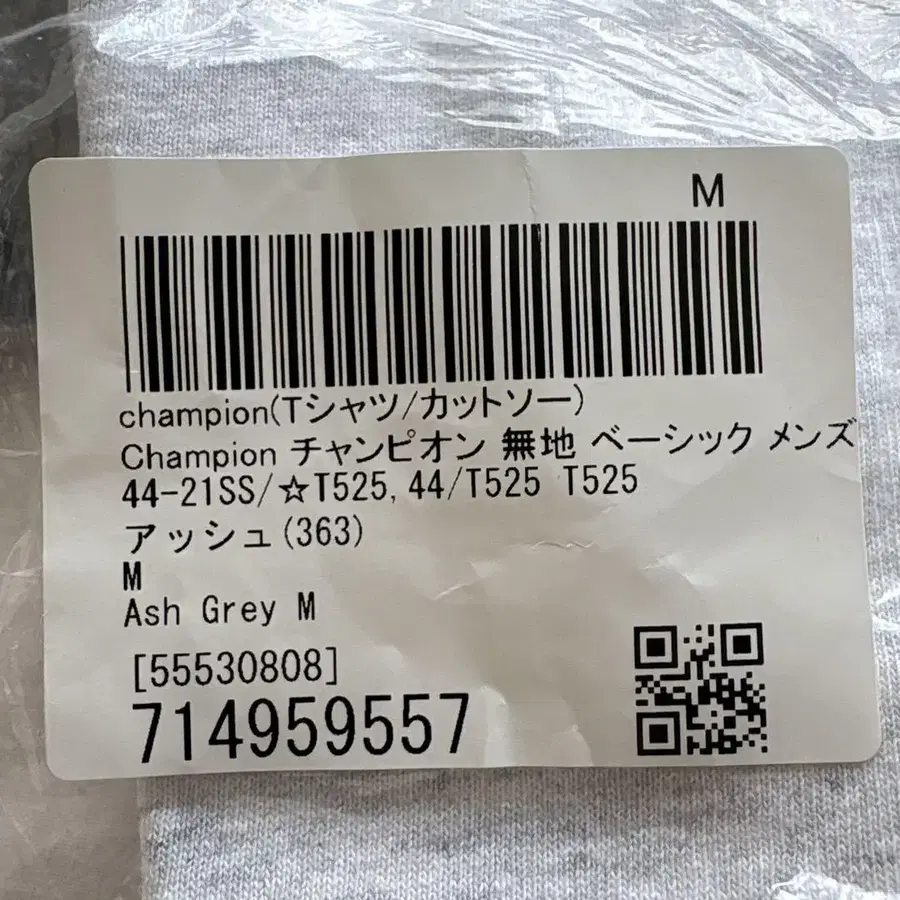 M
champion(Tシャツ/カットソー)
Champion チャンピオン 無地 ベーシック メンズ
44-21SS/☆T525,44/T525 T525
アッシュ(363)
M
Ash Grey M
[55530808]
714959557